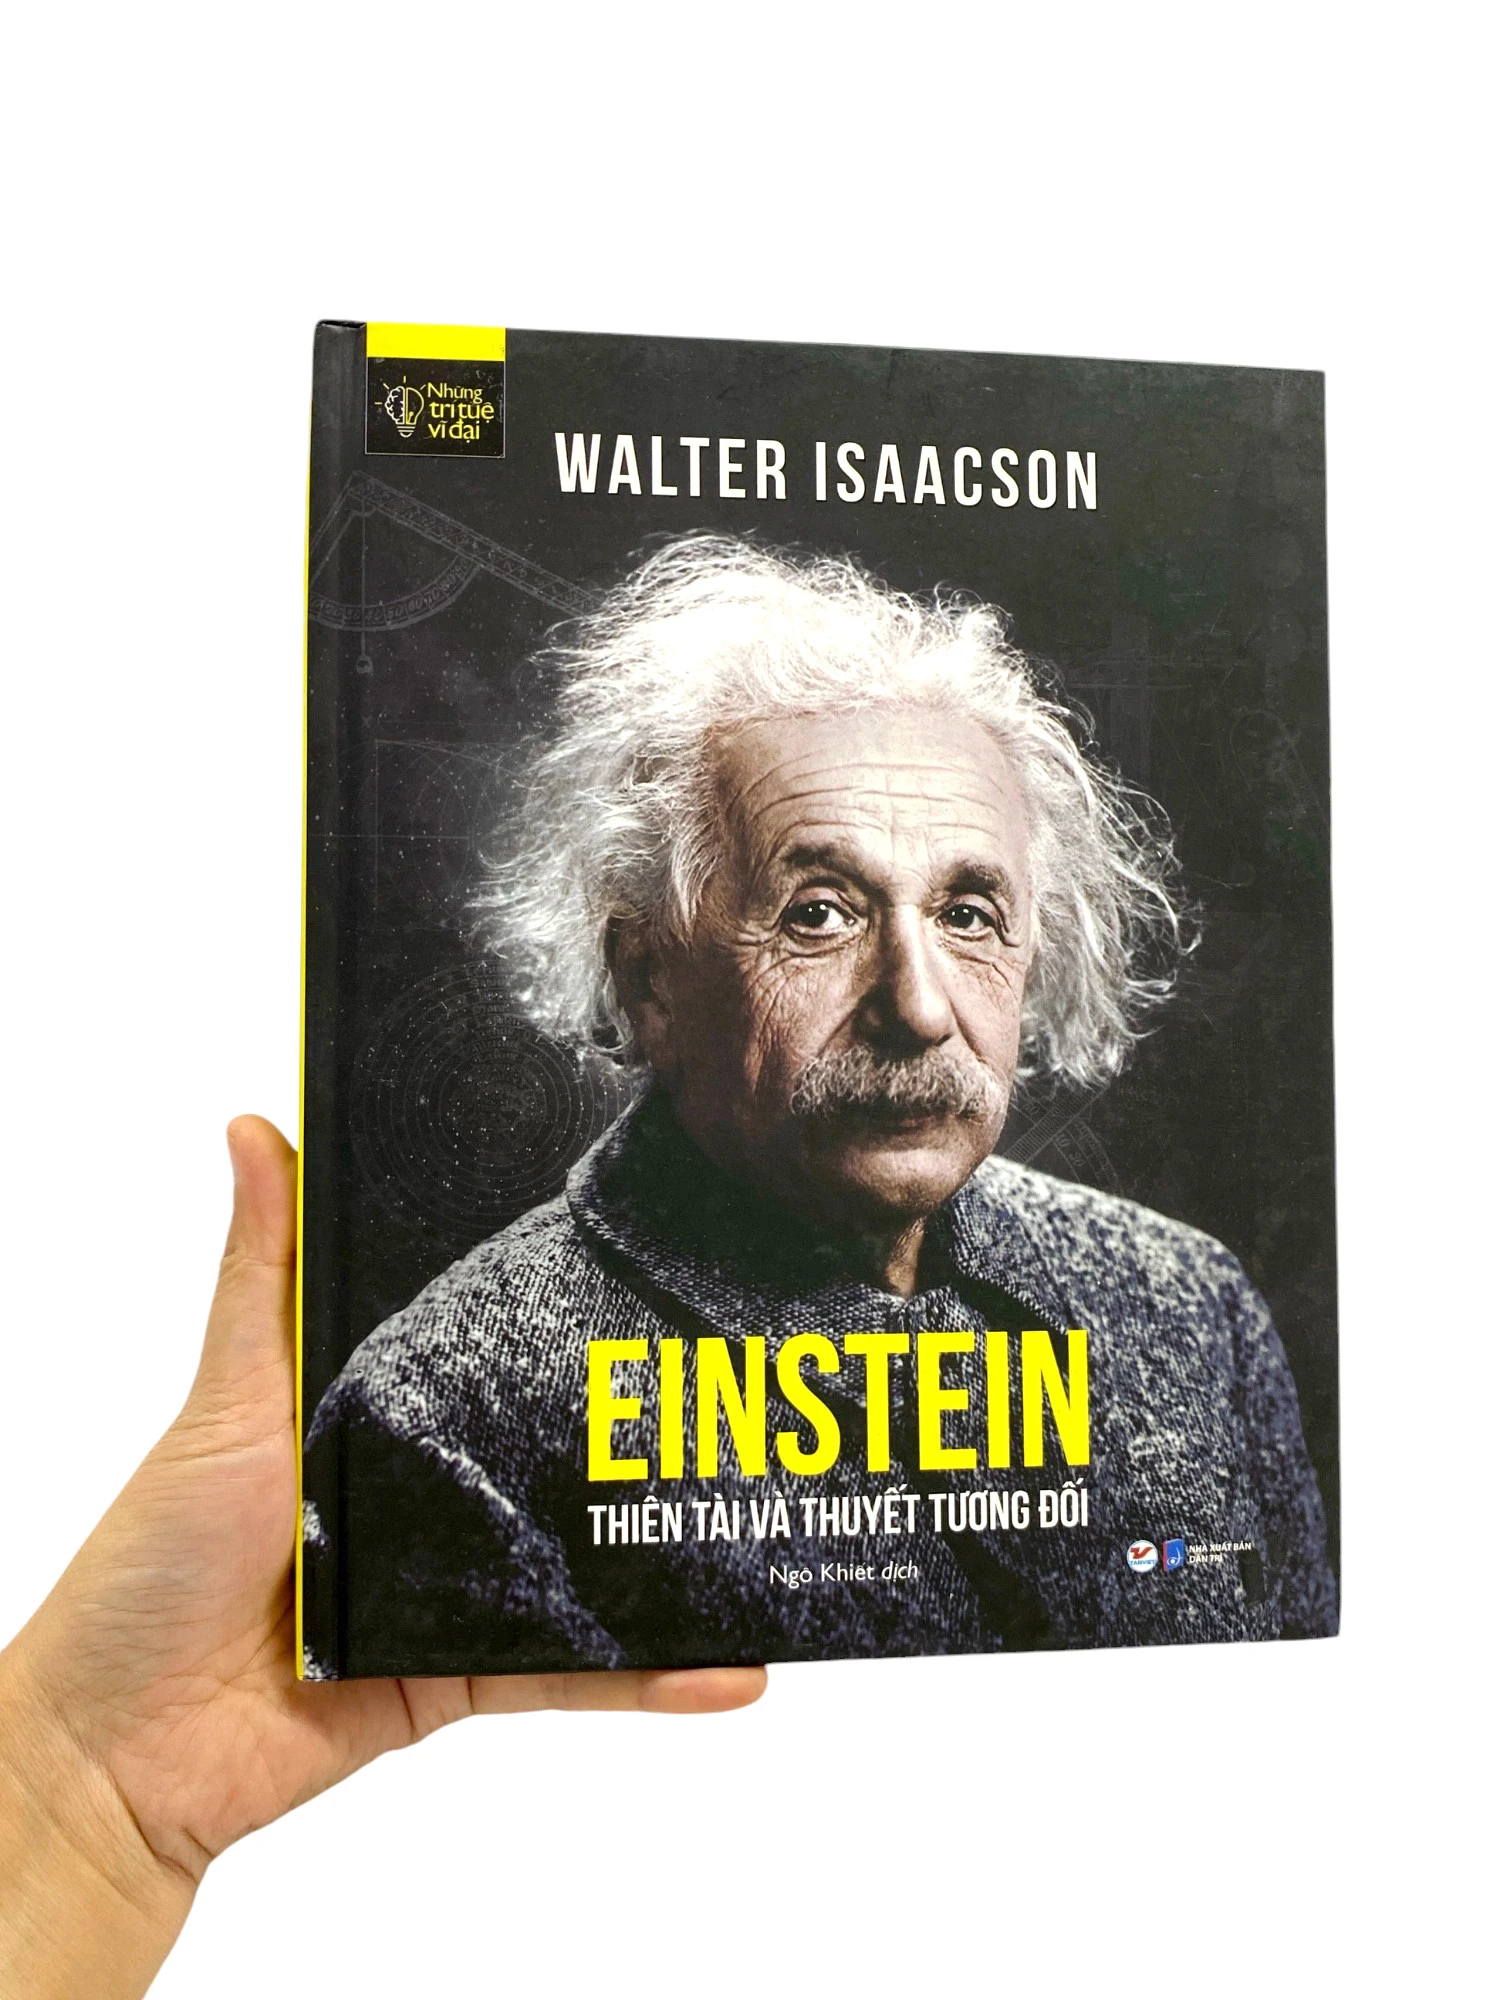 Những
trí tuệ
vĩ đại
WALTER ISAACSON
EINSTEIN
THIÊN TÀI VÀ THUYẾT TƯƠNG ĐỐI
Ngô Khiết dịch
TANVIET
NHÀ XUẤT BẢN
DÂN TRÍ